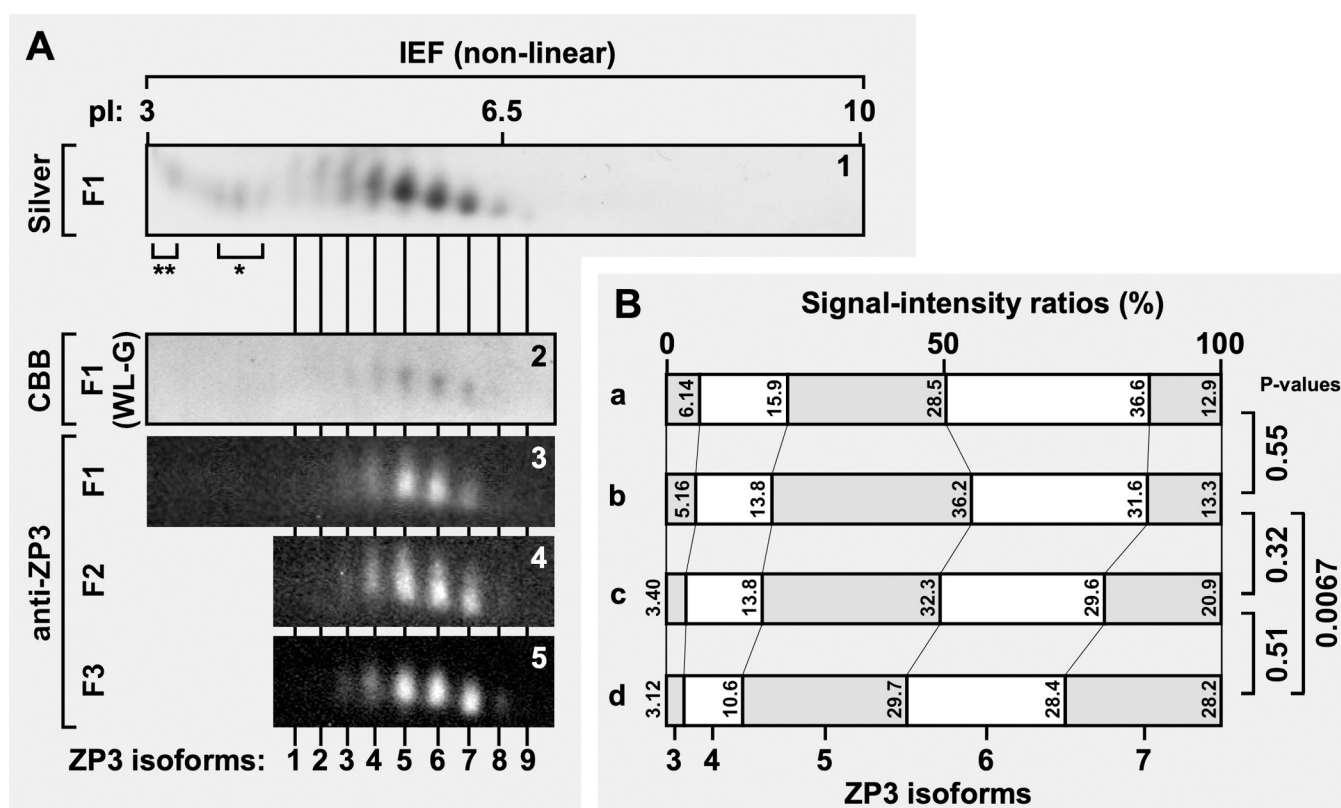 A
IEF (non-linear)
pI: 3 6.5 10
Silver
F1
1
** *
CBB
F1
(WL-G)
2
anti-ZP3
F1
3
F2
4
F3
5
ZP3 isoforms: 1 2 3 4 5 6 7 8 9
B
Signal-intensity ratios (%)
0 50 100
P-values
a 6.14 15.9 28.5 36.6 12.9
0.55
b 5.16 13.8 36.2 31.6 13.3
0.32
0.0067
c 3.40 13.8 32.3 29.6 20.9
0.51
d 3.12 10.6 29.7 28.4 28.2
3 4 5 6 7
ZP3 isoforms